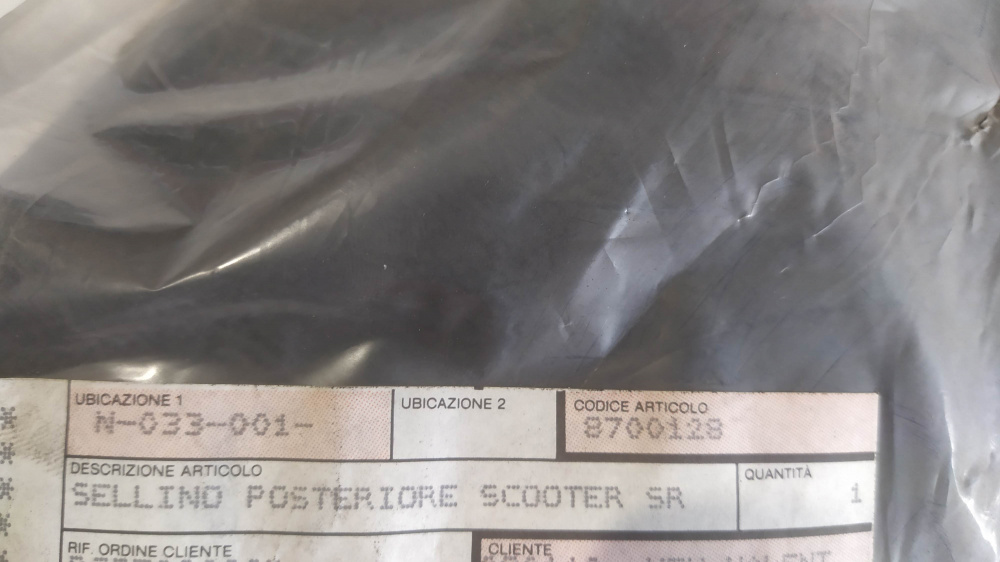 UBICAZIONE 1
N-033-001-
UBICAZIONE 2
CODICE ARTICOLO
8700128
DESCRIZIONE ARTICOLO
SELLINO POSTERIORE SCOOTER SR
QUANTITÀ
1
RIF. ORDINE CLIENTE
CLIENTE